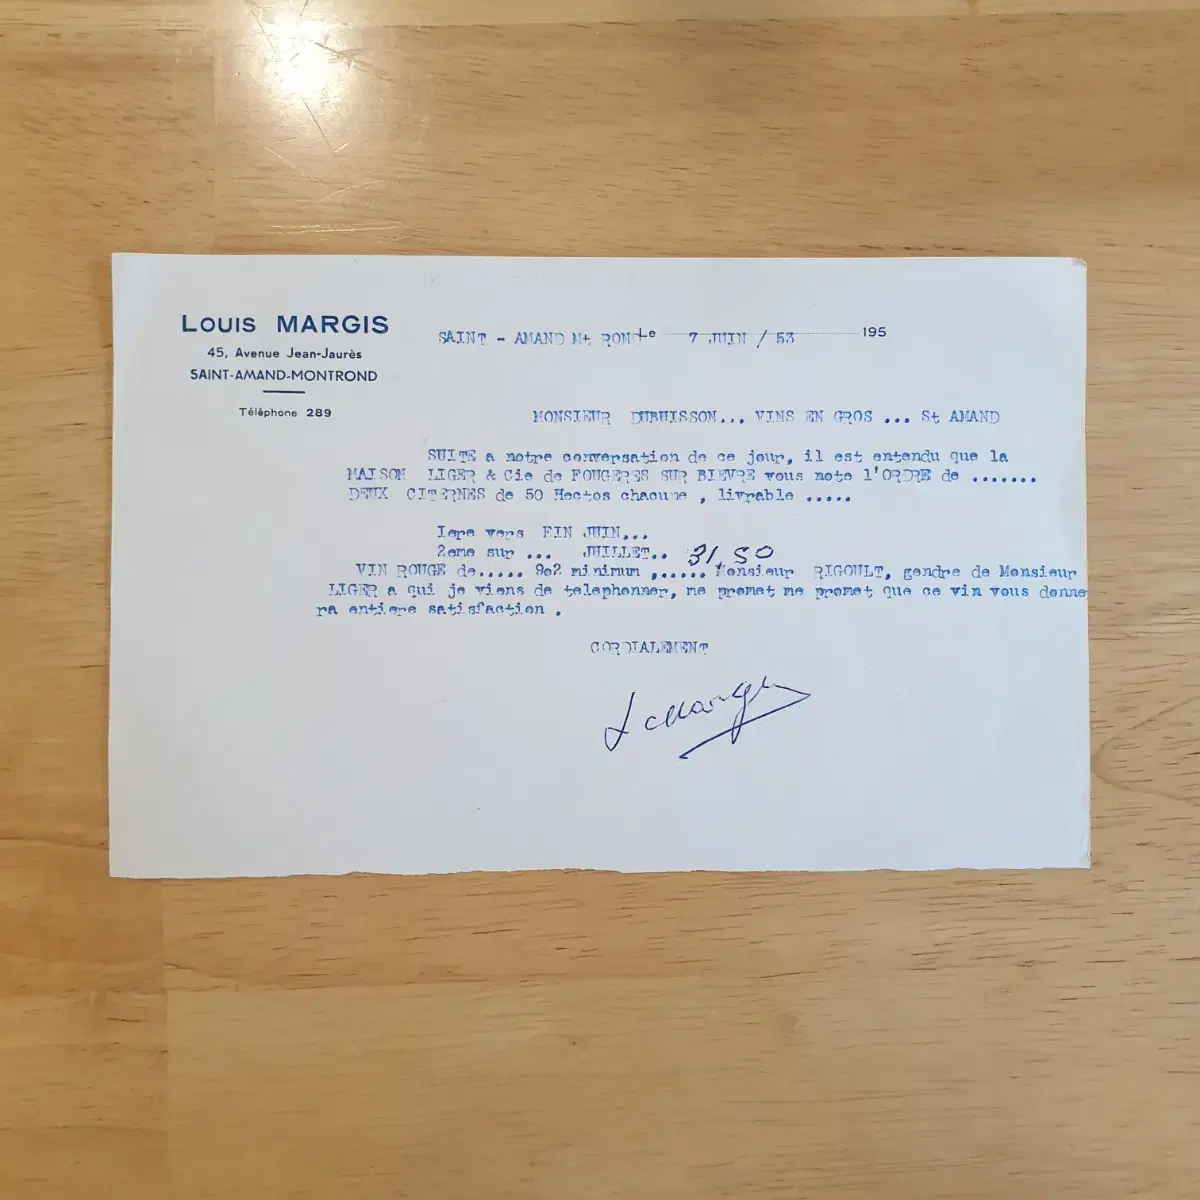 Louis MARGIS
45, Avenue Jean-Jaurès
SAINT-AMAND-MONTROND
Téléphone 289
SAINT - AMAND Mt ROND Le 7 JUIN / 53 195
MONSIEUR DUBUISSON... VINS EN GROS ... St AMAND
SUITE a notre conversation de ce jour, il est entendu que la
MAISON LIGER & Cie de FOUGERES SUR BIEVRE vous note l'ORDRE de .......
DEUX CITERNES de 50 Hectos chacune , livrable .....
Iere vers FIN JUIN...
2eme sur ... JUILLET.. 31,50
VIN ROUGE de..... 9o2 minimum ,...... Monsieur RIGOULT, gendre de Monsieur
LIGER a qui je viens de telephonner, me promet me promet que ce vin vous donne
ra entiere satisfaction .
CORDIALEMENT